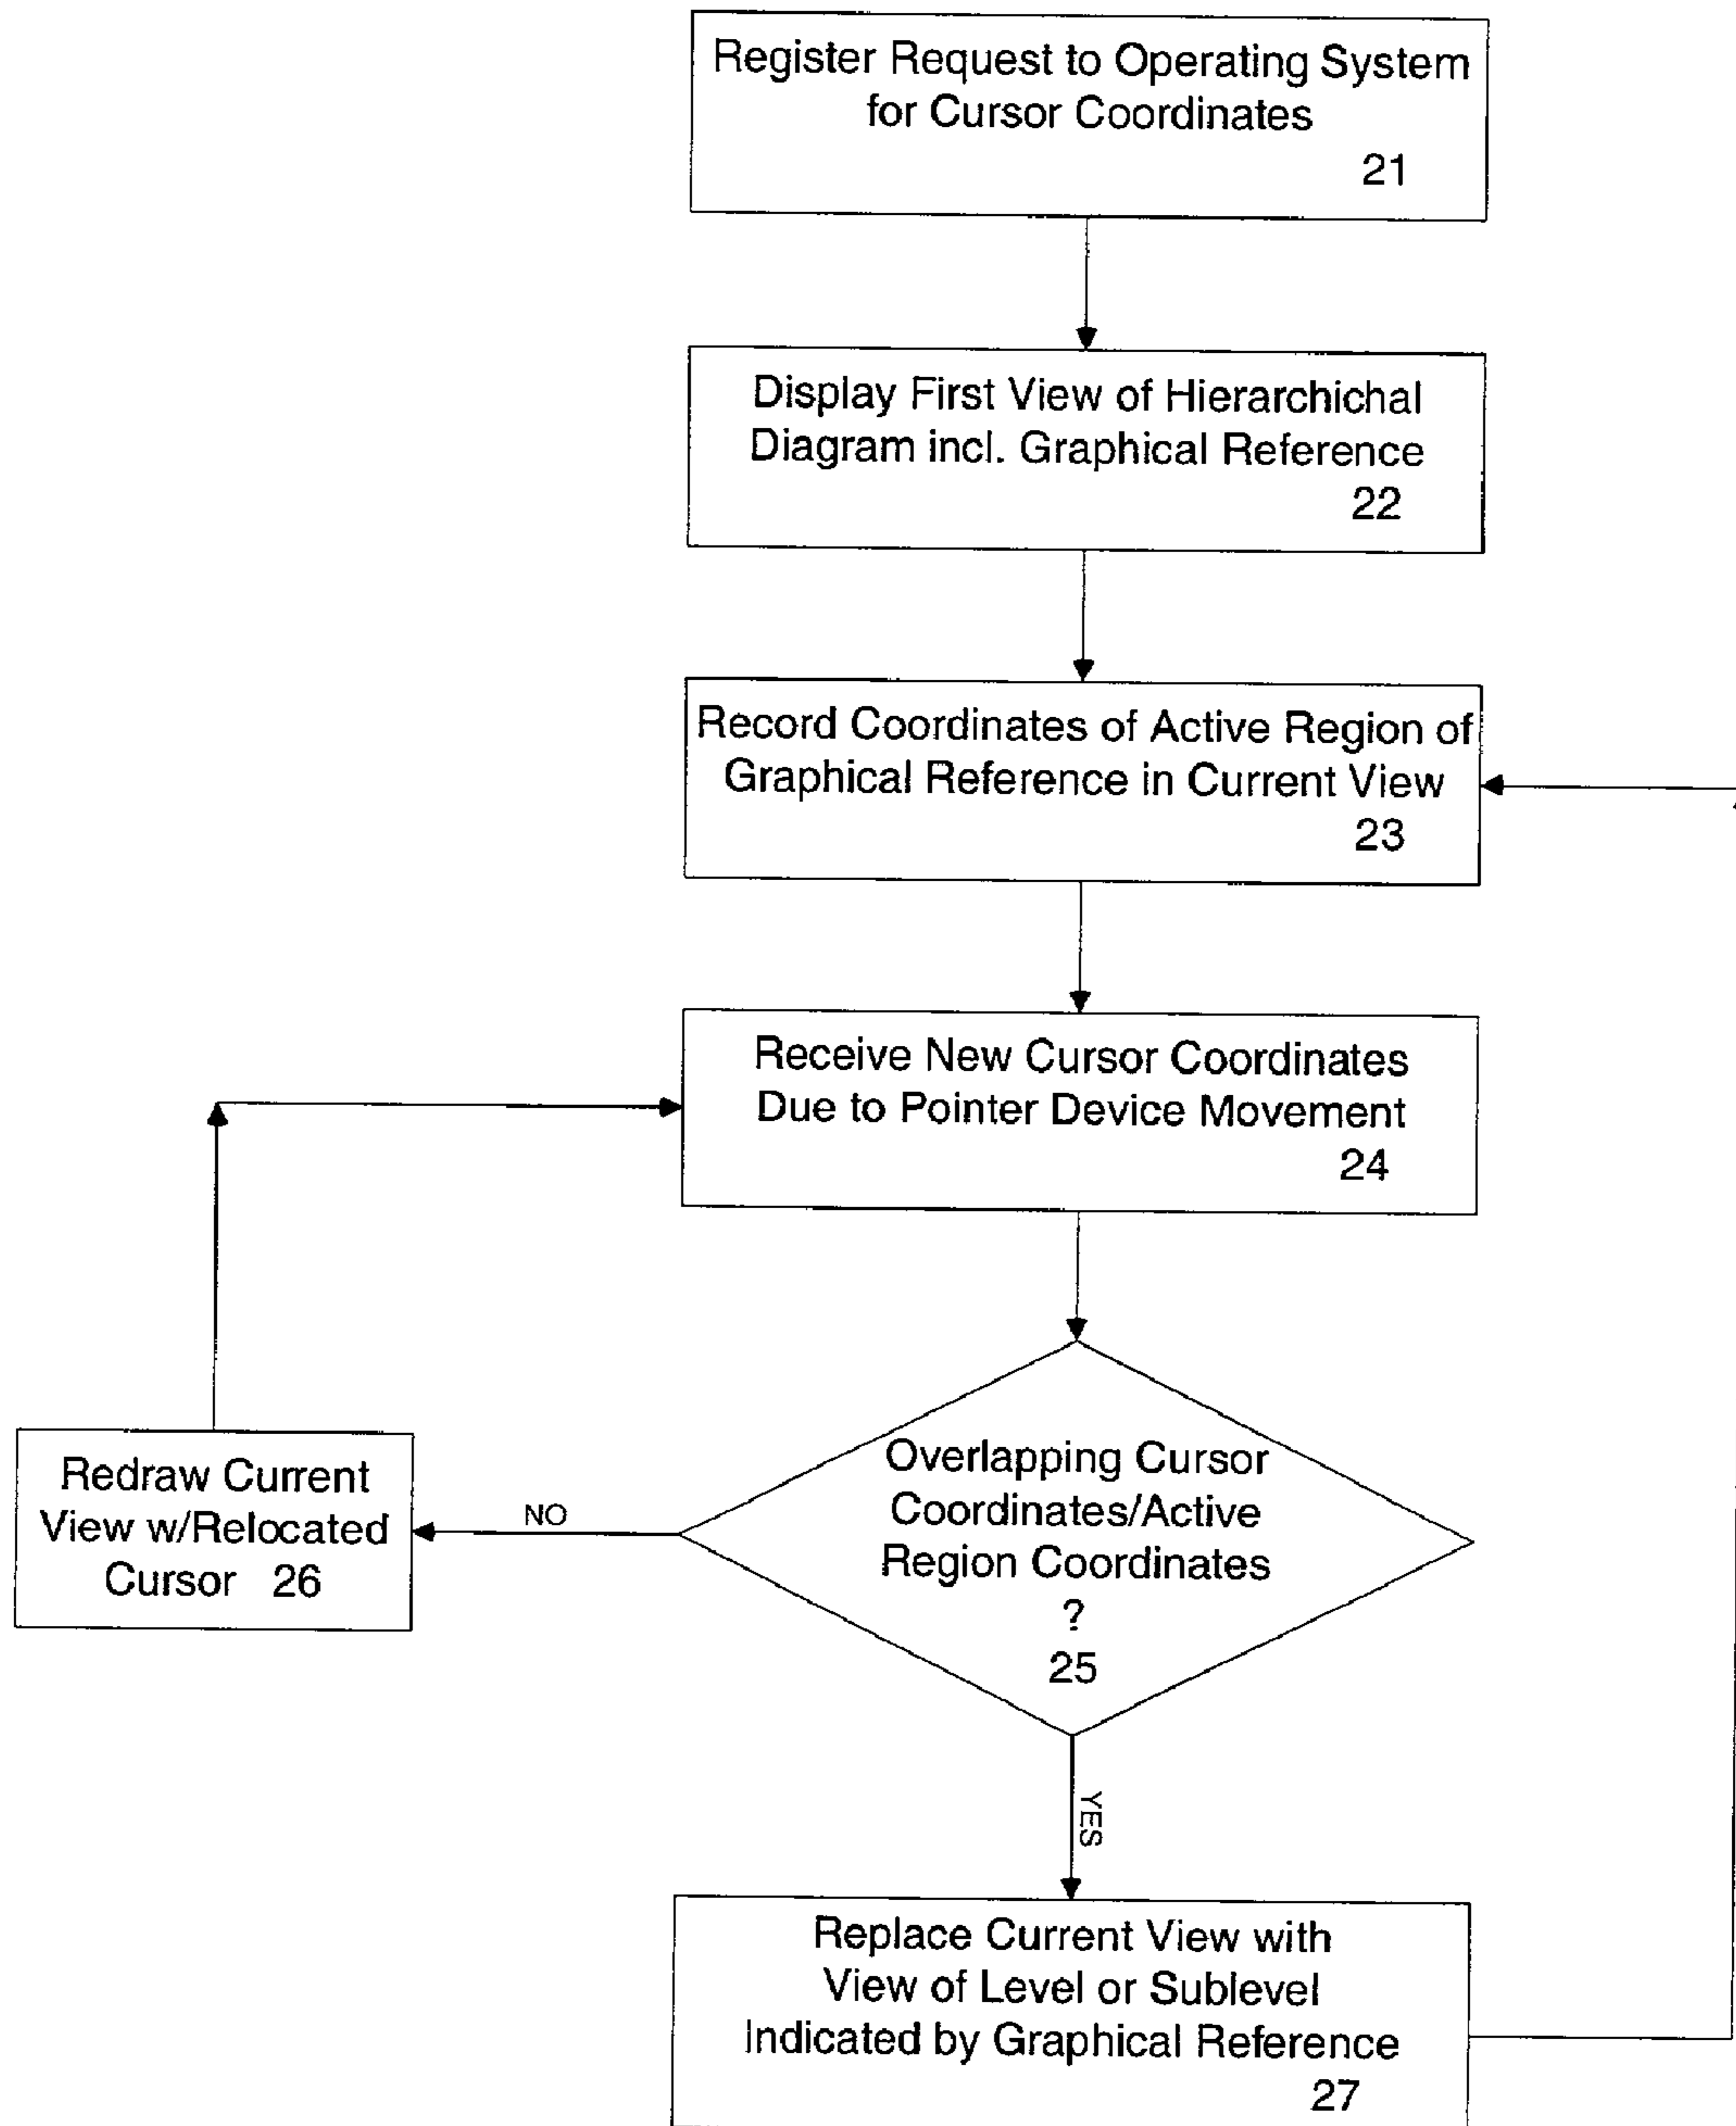 Register Request to Operating System
for Cursor Coordinates
21
Display First View of Hierarchichal
Diagram incl. Graphical Reference
22
Record Coordinates of Active Region of
Graphical Reference in Current View
23
Receive New Cursor Coordinates
Due to Pointer Device Movement
24
Overlapping Cursor
Coordinates/Active
Region Coordinates
?
25
NO
Redraw Current
View w/Relocated
Cursor 26
YES
Replace Current View with
View of Level or Sublevel
Indicated by Graphical Reference
27